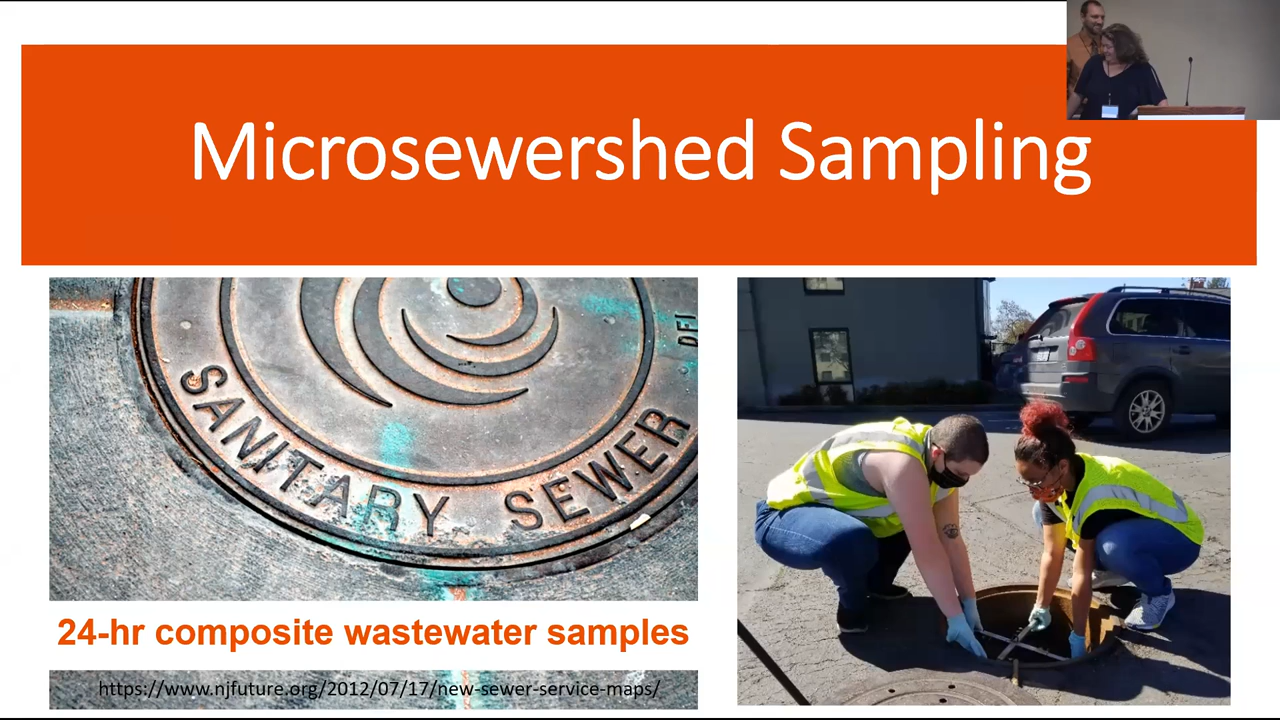 Microsewershed Sampling
SANITARY SEWER
24-hr composite wastewater samples
https://www.njfuture.org/2012/07/17/new-sewer-service-maps/